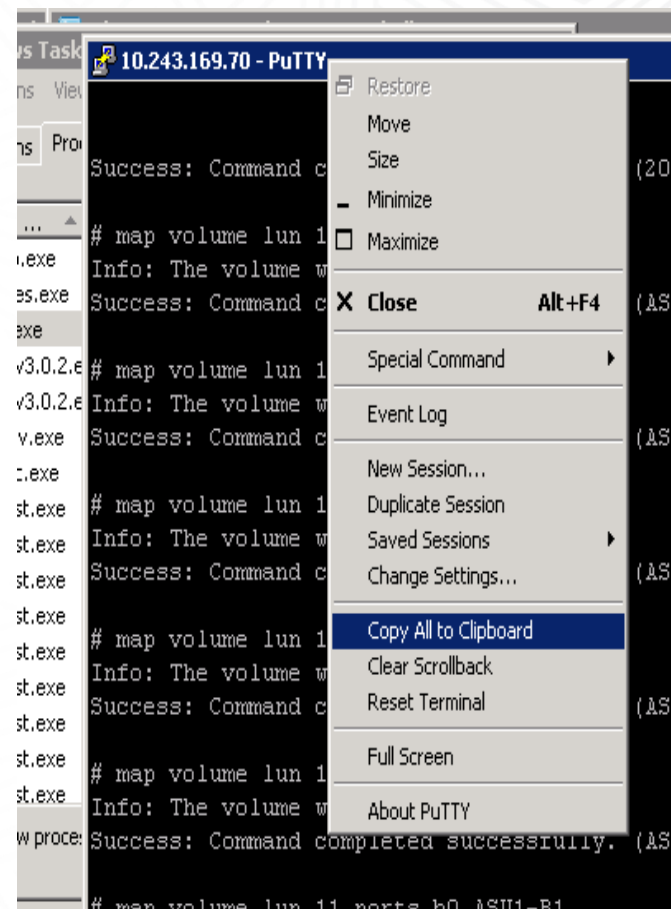 10.243.169.70 - PuTTY
Restore
Move
Size
Minimize
Maximize
Close Alt+F4
Special Command
Event Log
New Session...
Duplicate Session
Saved Sessions
Change Settings...
Copy All to Clipboard
Clear Scrollback
Reset Terminal
Full Screen
About PuTTY
vs Task
ns View
ns Pro
...
.exe
es.exe
exe
v3.0.2.e
v3.0.2.e
v.exe
c.exe
st.exe
st.exe
st.exe
st.exe
st.exe
st.exe
st.exe
st.exe
st.exe
w proce
Success: Command c (20
# map volume lun 1
Info: The volume w
Success: Command c (AS
# map volume lun 1
Info: The volume w
Success: Command c (AS
# map volume lun 1
Info: The volume w
Success: Command c (AS
# map volume lun 1
Info: The volume w
Success: Command c (AS
# map volume lun 1
Info: The volume w
Success: Command completed successfully. (AS
# map volume lun 11 ports b0 ASU1-B1